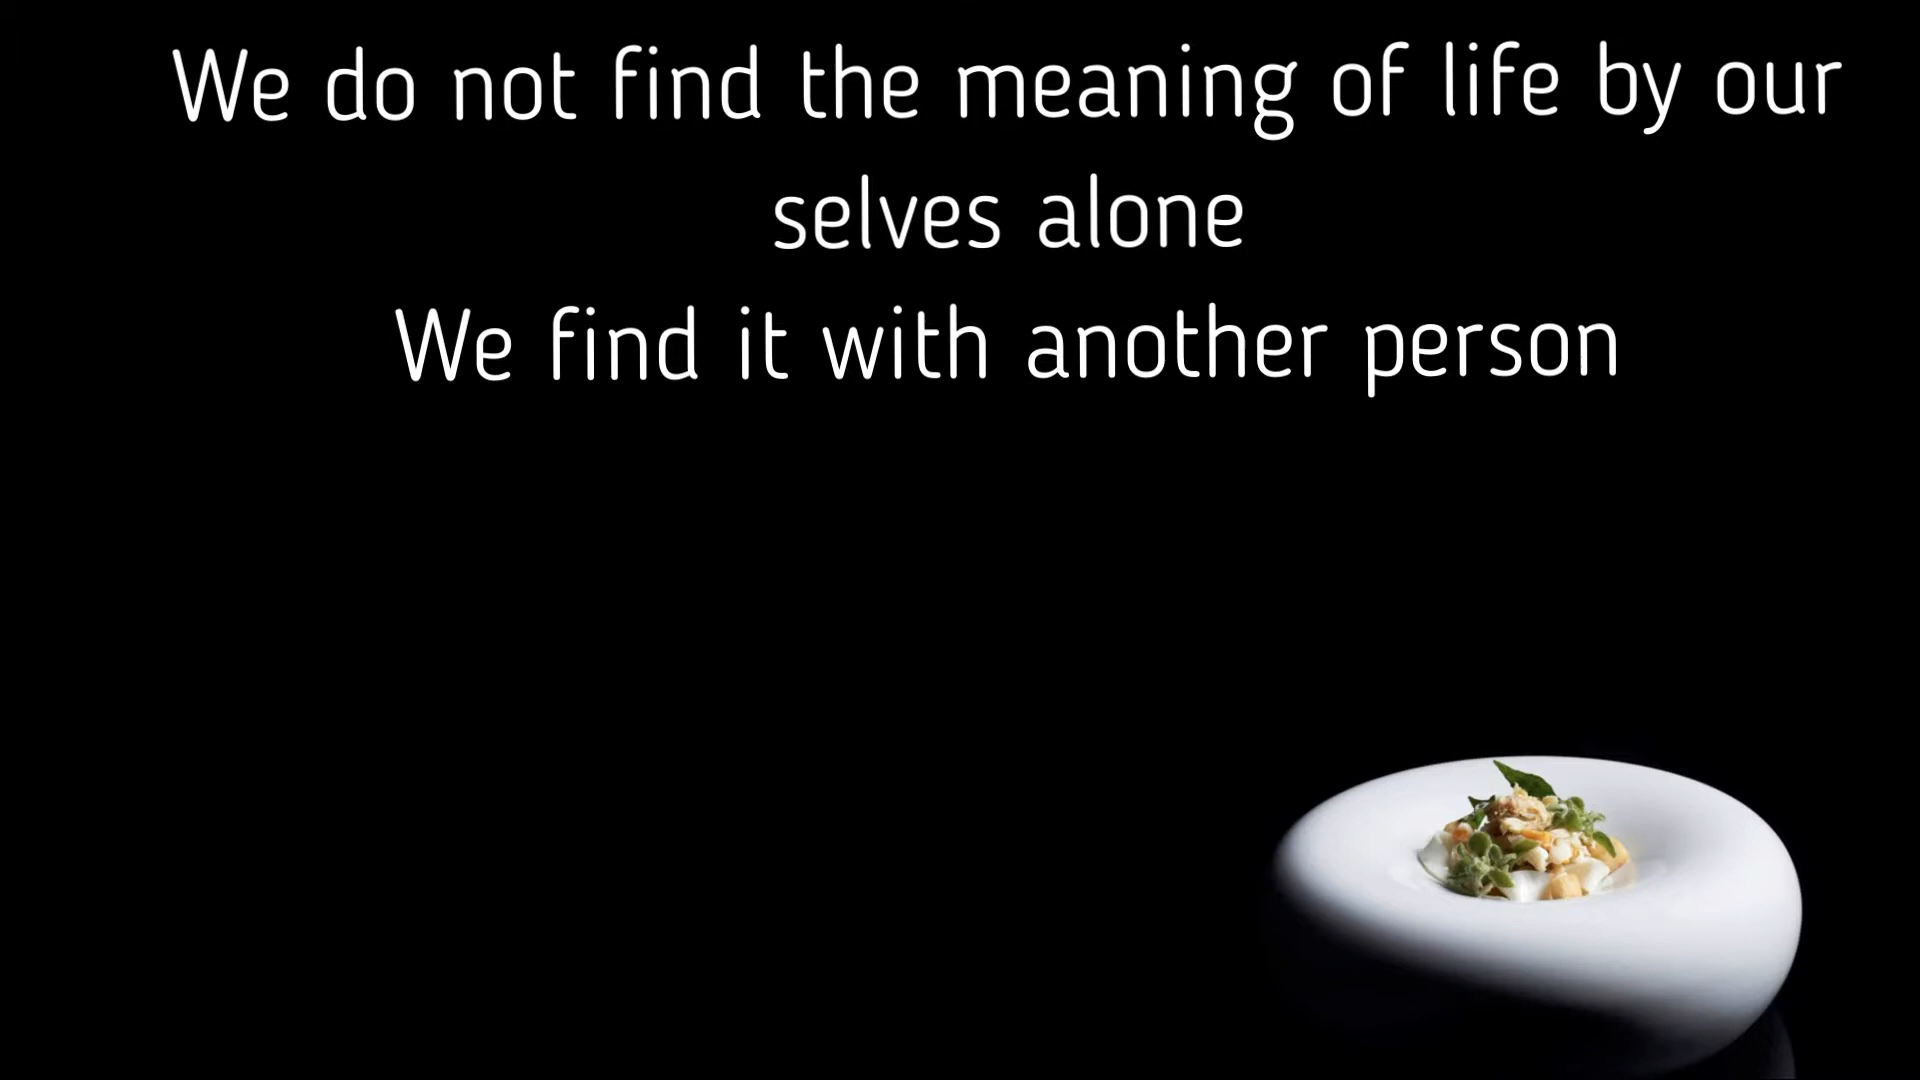 We do not find the meaning of life by our
selves alone
We find it with another person